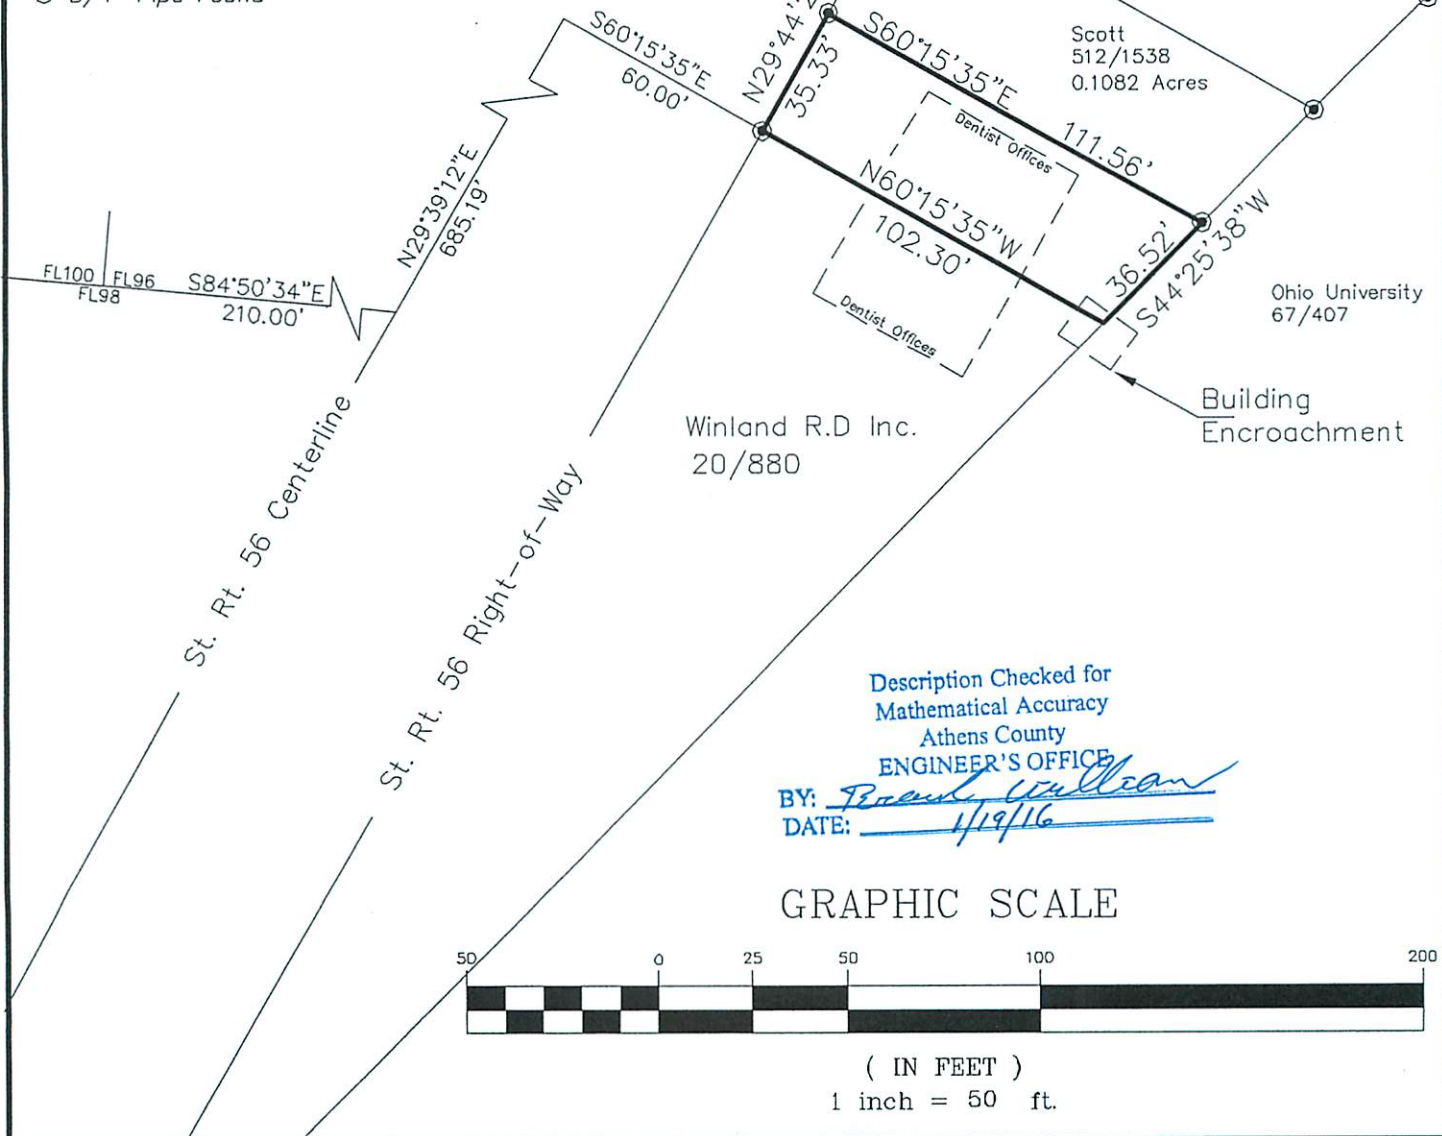 S60°15'35"E
60.00'
N29°44'2
35.33'
S60°15'35"E
111.56'
Scott
512/1538
0.1082 Acres
Dentist Offices
N60°15'35"W
102.30'
36.52'
S44°25'38"W
Dentist Offices
N29°39'12"E
685.19'
FL100
FL96
FL98
S84°50'34"E
210.00'
Ohio University
67/407
Building
Encroachment
Winland R.D Inc.
20/880
St. Rt. 56 Centerline
St. Rt. 56 Right-of-Way
Description Checked for
Mathematical Accuracy
Athens County
ENGINEER'S OFFICE
BY:
DATE: 1/19/16
GRAPHIC SCALE
50 0 25 50 100 200
( IN FEET )
1 inch = 50 ft.